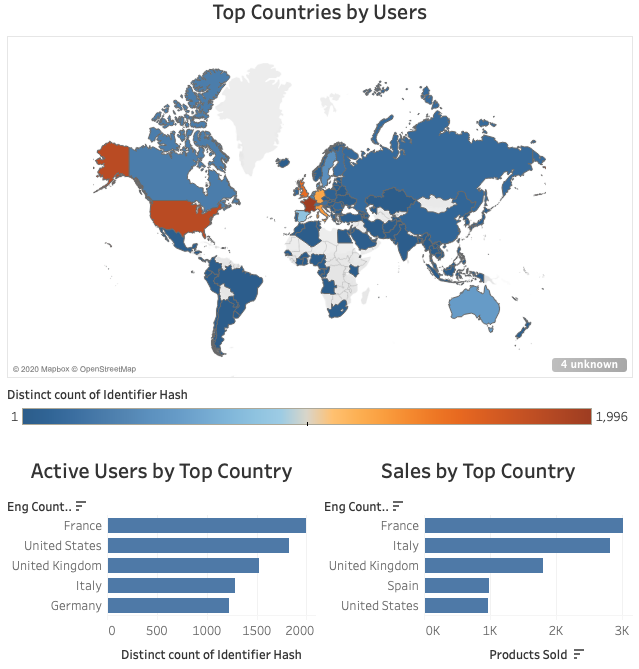 Top Countries by Users
© 2020 Mapbox © OpenStreetMap
4 unknown
Distinct count of Identifier Hash
1
1,996
Active Users by Top Country
Eng Count..
France
United States
United Kingdom
Italy
Germany
0 500 1000 1500 2000
Distinct count of Identifier Hash
Sales by Top Country
Eng Count..
France
Italy
United Kingdom
Spain
United States
0K 1K 2K 3K
Products Sold